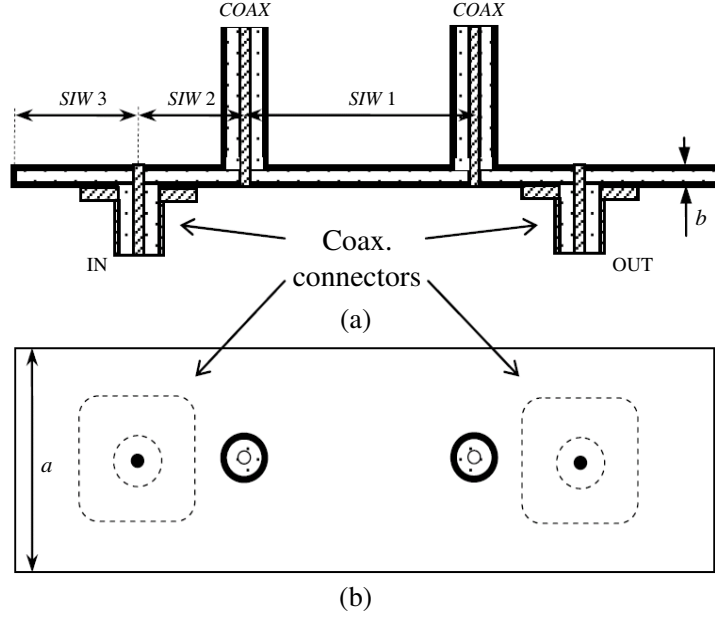 COAX COAX
SIW 3 SIW 2 SIW 1
b
IN Coax. OUT
connectors
(a)
a
(b)